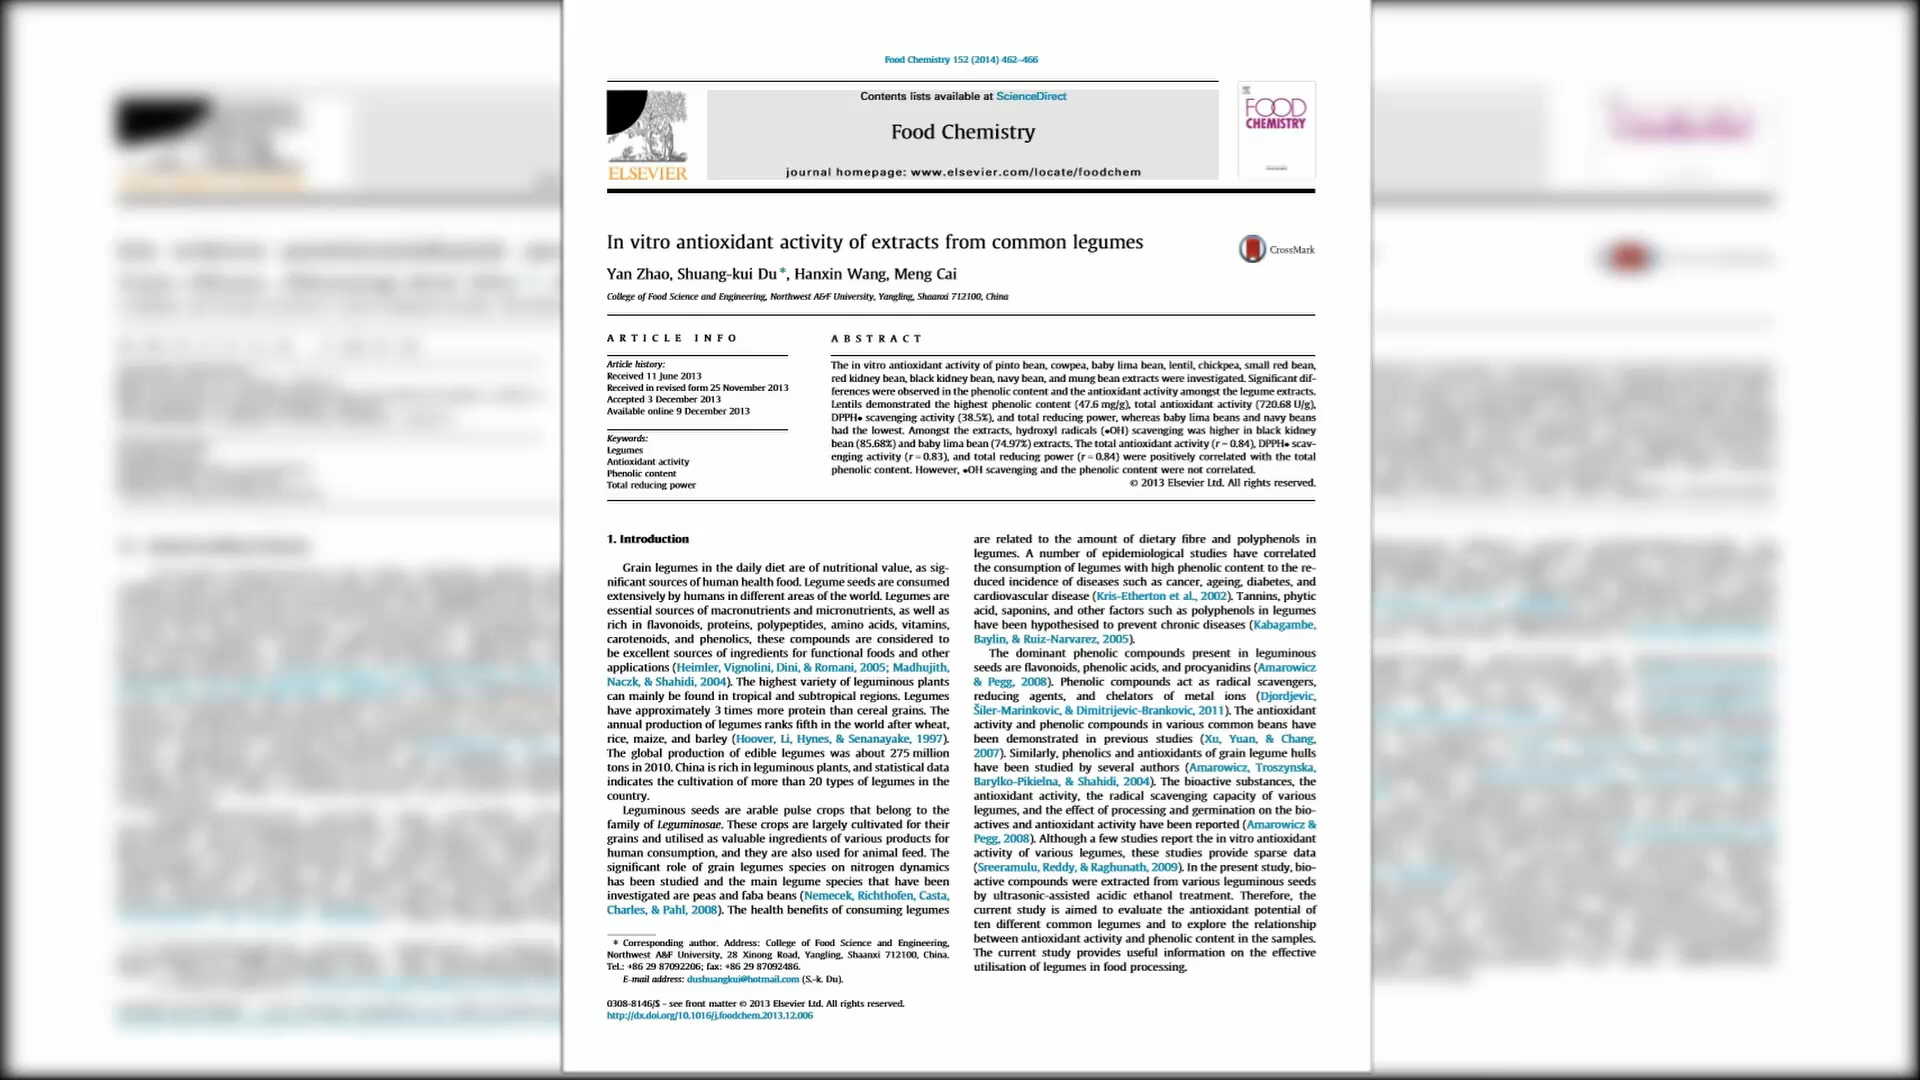 Food Chemistry 152 (2014) 462–466
Contents lists available at ScienceDirect
Food Chemistry
journal homepage: www.elsevier.com/locate/foodchem
ELSEVIER
FOOD
CHEMISTRY
In vitro antioxidant activity of extracts from common legumes
CrossMark
Yan Zhao, Shuang-kui Du *, Hanxin Wang, Meng Cai
College of Food Science and Engineering, Northwest A&F University, Yangling, Shaanxi 712100, China
ARTICLE INFO
Article history:
Received 11 June 2013
Received in revised form 25 November 2013
Accepted 3 December 2013
Available online 9 December 2013
Keywords:
Legumes
Antioxidant activity
Phenolic content
Total reducing power
ABSTRACT
The in vitro antioxidant activity of pinto bean, cowpea, baby lima bean, lentil, chickpea, small red bean,
red kidney bean, black kidney bean, navy bean, and mung bean extracts were investigated. Significant dif-
ferences were observed in the phenolic content and the antioxidant activity amongst the legume extracts.
Lentils demonstrated the highest phenolic content (47.6 mg/g), total antioxidant activity (720.68 U/g),
DPPH• scavenging activity (38.5%), and total reducing power, whereas baby lima beans and navy beans
had the lowest. Amongst the extracts, hydroxyl radicals (•OH) scavenging was higher in black kidney
bean (85.68%) and baby lima bean (74.97%) extracts. The total antioxidant activity (r = 0.84), DPPH• scav-
enging activity (r = 0.83), and total reducing power (r = 0.84) were positively correlated with the total
phenolic content. However, •OH scavenging and the phenolic content were not correlated.
© 2013 Elsevier Ltd. All rights reserved.
1. Introduction
Grain legumes in the daily diet are of nutritional value, as sig-
nificant sources of human health food. Legume seeds are consumed
extensively by humans in different areas of the world. Legumes are
essential sources of macronutrients and micronutrients, as well as
rich in flavonoids, proteins, polypeptides, amino acids, vitamins,
carotenoids, and phenolics, these compounds are considered to
be excellent sources of ingredients for functional foods and other
applications (Heimler, Vignolini, Dini, & Romani, 2005; Madhujith,
Naczk, & Shahidi, 2004). The highest variety of leguminous plants
can mainly be found in tropical and subtropical regions. Legumes
have approximately 3 times more protein than cereal grains. The
annual production of legumes ranks fifth in the world after wheat,
rice, maize, and barley (Hoover, Li, Hynes, & Senanayake, 1997).
The global production of edible legumes was about 275 million
tons in 2010. China is rich in leguminous plants, and statistical data
indicates the cultivation of more than 20 types of legumes in the
country.
Leguminous seeds are arable pulse crops that belong to the
family of Leguminosae. These crops are largely cultivated for their
grains and utilised as valuable ingredients of various products for
human consumption, and they are also used for animal feed. The
significant role of grain legumes species on nitrogen dynamics
has been studied and the main legume species that have been
investigated are peas and faba beans (Nemecek, Richthofen, Casta,
Charles, & Pahl, 2008). The health benefits of consuming legumes
are related to the amount of dietary fibre and polyphenols in
legumes. A number of epidemiological studies have correlated
the consumption of legumes with high phenolic content to the re-
duced incidence of diseases such as cancer, ageing, diabetes, and
cardiovascular disease (Kris-Etherton et al., 2002). Tannins, phytic
acid, saponins, and other factors such as polyphenols in legumes
have been hypothesised to prevent chronic diseases (Kabagambe,
Baylin, & Ruiz-Narvarez, 2005).
The dominant phenolic compounds present in leguminous
seeds are flavonoids, phenolic acids, and procyanidins (Amarowicz
& Pegg, 2008). Phenolic compounds act as radical scavengers,
reducing agents, and chelators of metal ions (Djordjevic,
Šiler-Marinkovic, & Dimitrijevic-Brankovic, 2011). The antioxidant
activity and phenolic compounds in various common beans have
been demonstrated in previous studies (Xu, Yuan, & Chang,
2007). Similarly, phenolics and antioxidants of grain legume hulls
have been studied by several authors (Amarowicz, Troszynska,
Barylko-Pikielna, & Shahidi, 2004). The bioactive substances, the
antioxidant activity, the radical scavenging capacity of various
legumes, and the effect of processing and germination on the bio-
actives and antioxidant activity have been reported (Amarowicz &
Pegg, 2008). Although a few studies report the in vitro antioxidant
activity of various legumes, these studies provide sparse data
(Sreeramulu, Reddy, & Raghunath, 2009). In the present study, bio-
active compounds were extracted from various leguminous seeds
by ultrasonic-assisted acidic ethanol treatment. Therefore, the
current study is aimed to evaluate the antioxidant potential of
ten different common legumes and to explore the relationship
between antioxidant activity and phenolic content in the samples.
The current study provides useful information on the effective
utilisation of legumes in food processing.
* Corresponding author. Address: College of Food Science and Engineering,
Northwest A&F University, 28 Xinong Road, Yangling, Shaanxi 712100, China.
Tel.: +86 29 87092206; fax: +86 29 87092486.
E-mail address: dushuangkui@hotmail.com (S.-k. Du).
0308-8146/$ - see front matter © 2013 Elsevier Ltd. All rights reserved.
http://dx.doi.org/10.1016/j.foodchem.2013.12.006